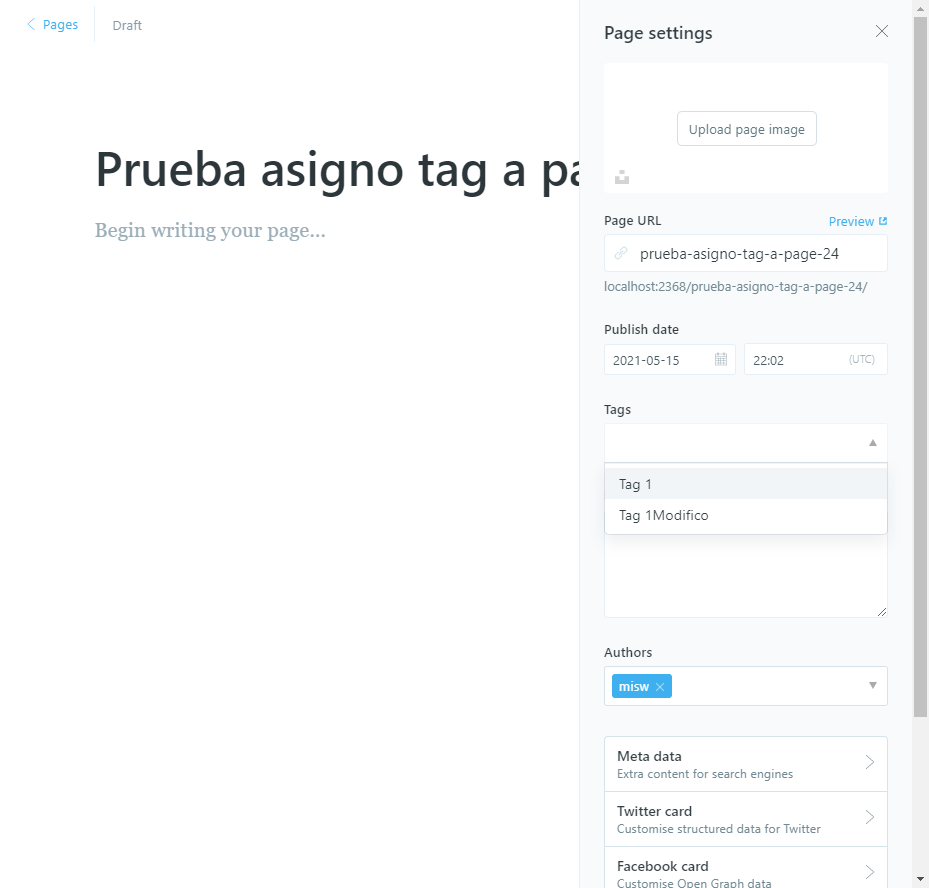 Pages
Draft
Prueba asigno tag a pa
Begin writing your page...
Page settings
Upload page image
Page URL
Preview
prueba-asigno-tag-a-page-24
localhost:2368/prueba-asigno-tag-a-page-24/
Publish date
2021-05-15
22:02
(UTC)
Tags
Tag 1
Tag 1Modifico
Authors
misw
Meta data
Extra content for search engines
Twitter card
Customise structured data for Twitter
Facebook card
Customise Open Graph data